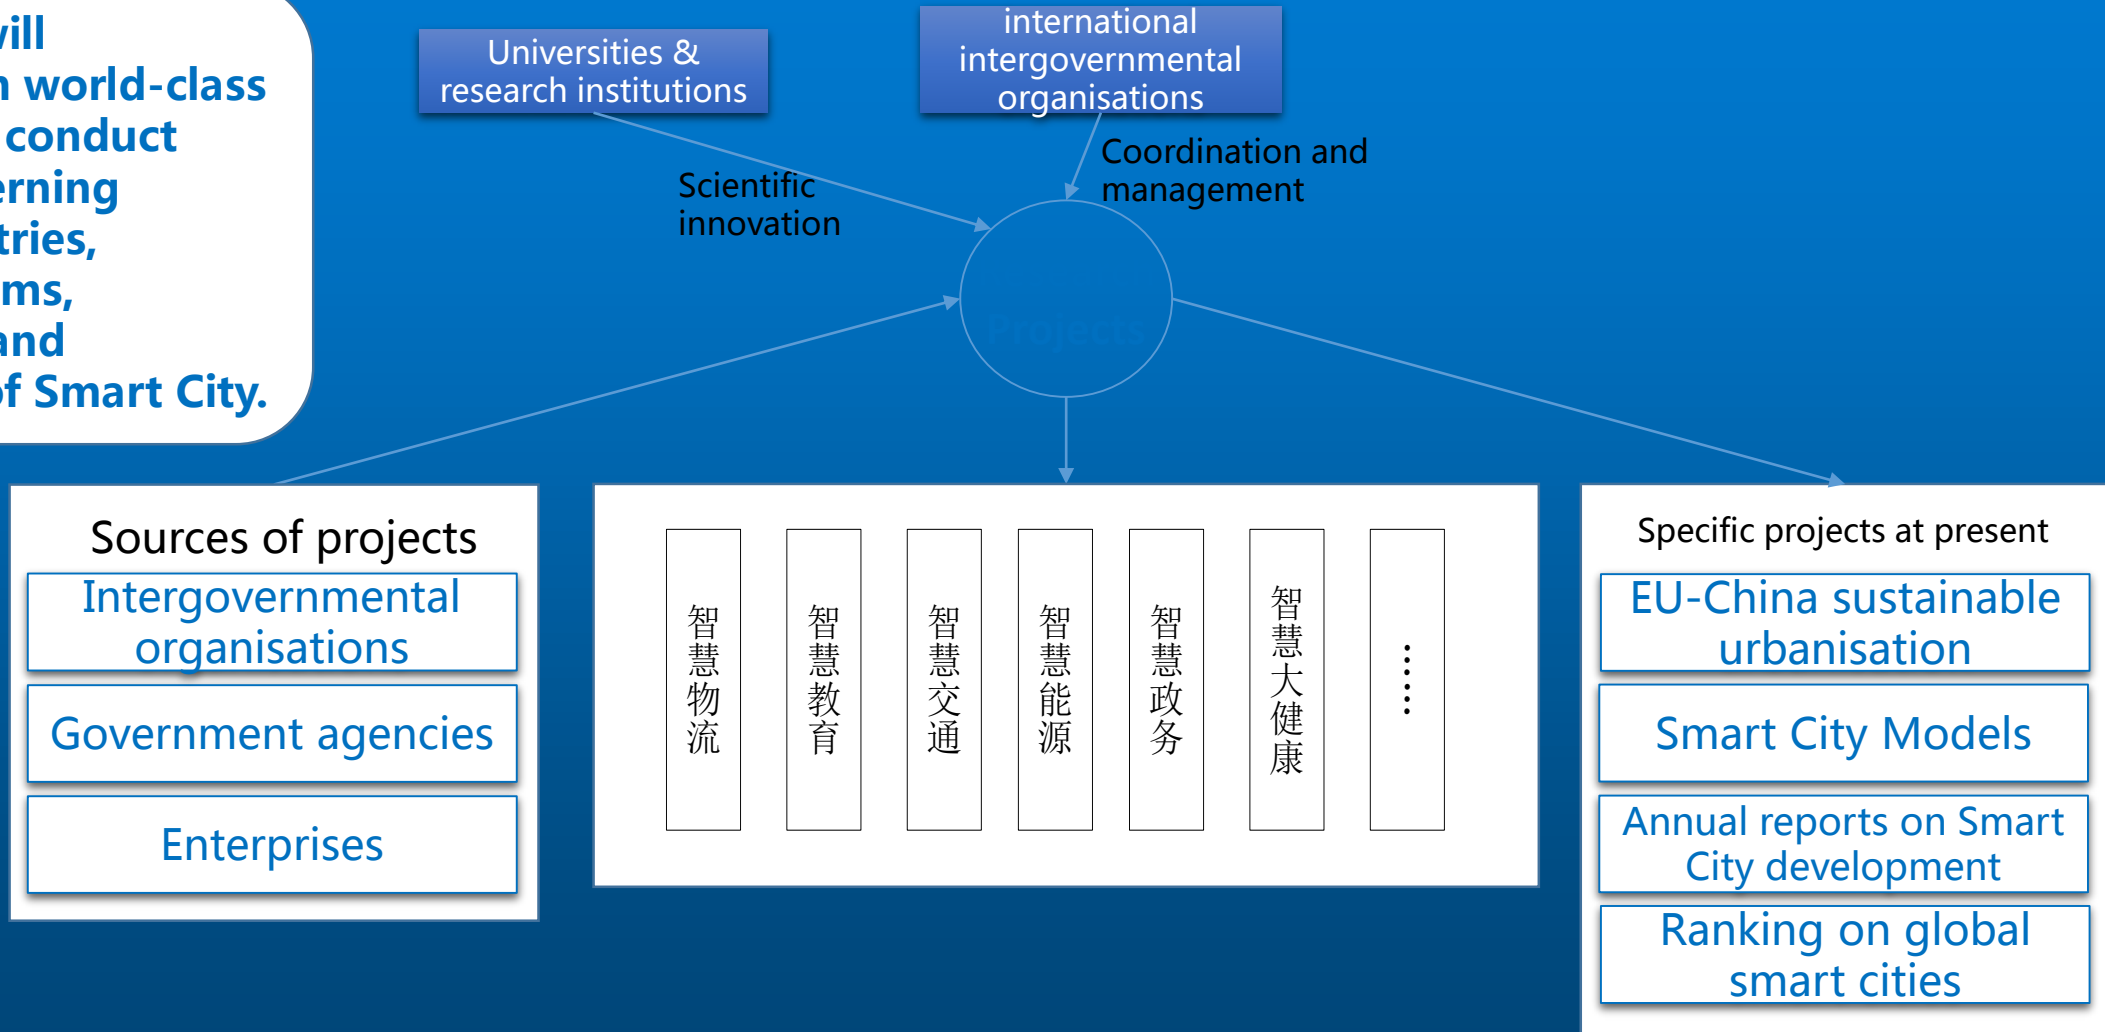 will
world-class
conduct
tries,
and
of Smart City.
Universities &
research institutions
international
intergovernmental
organisations
Scientific
innovation
Coordination and
management
Projects
Sources of projects
Intergovernmental
organisations
Government agencies
Enterprises
智慧物流
智慧教育
智慧交通
智慧能源
智慧政务
智慧大健康
……
Specific projects at present
EU-China sustainable
urbanisation
Smart City Models
Annual reports on Smart
City development
Ranking on global
smart cities